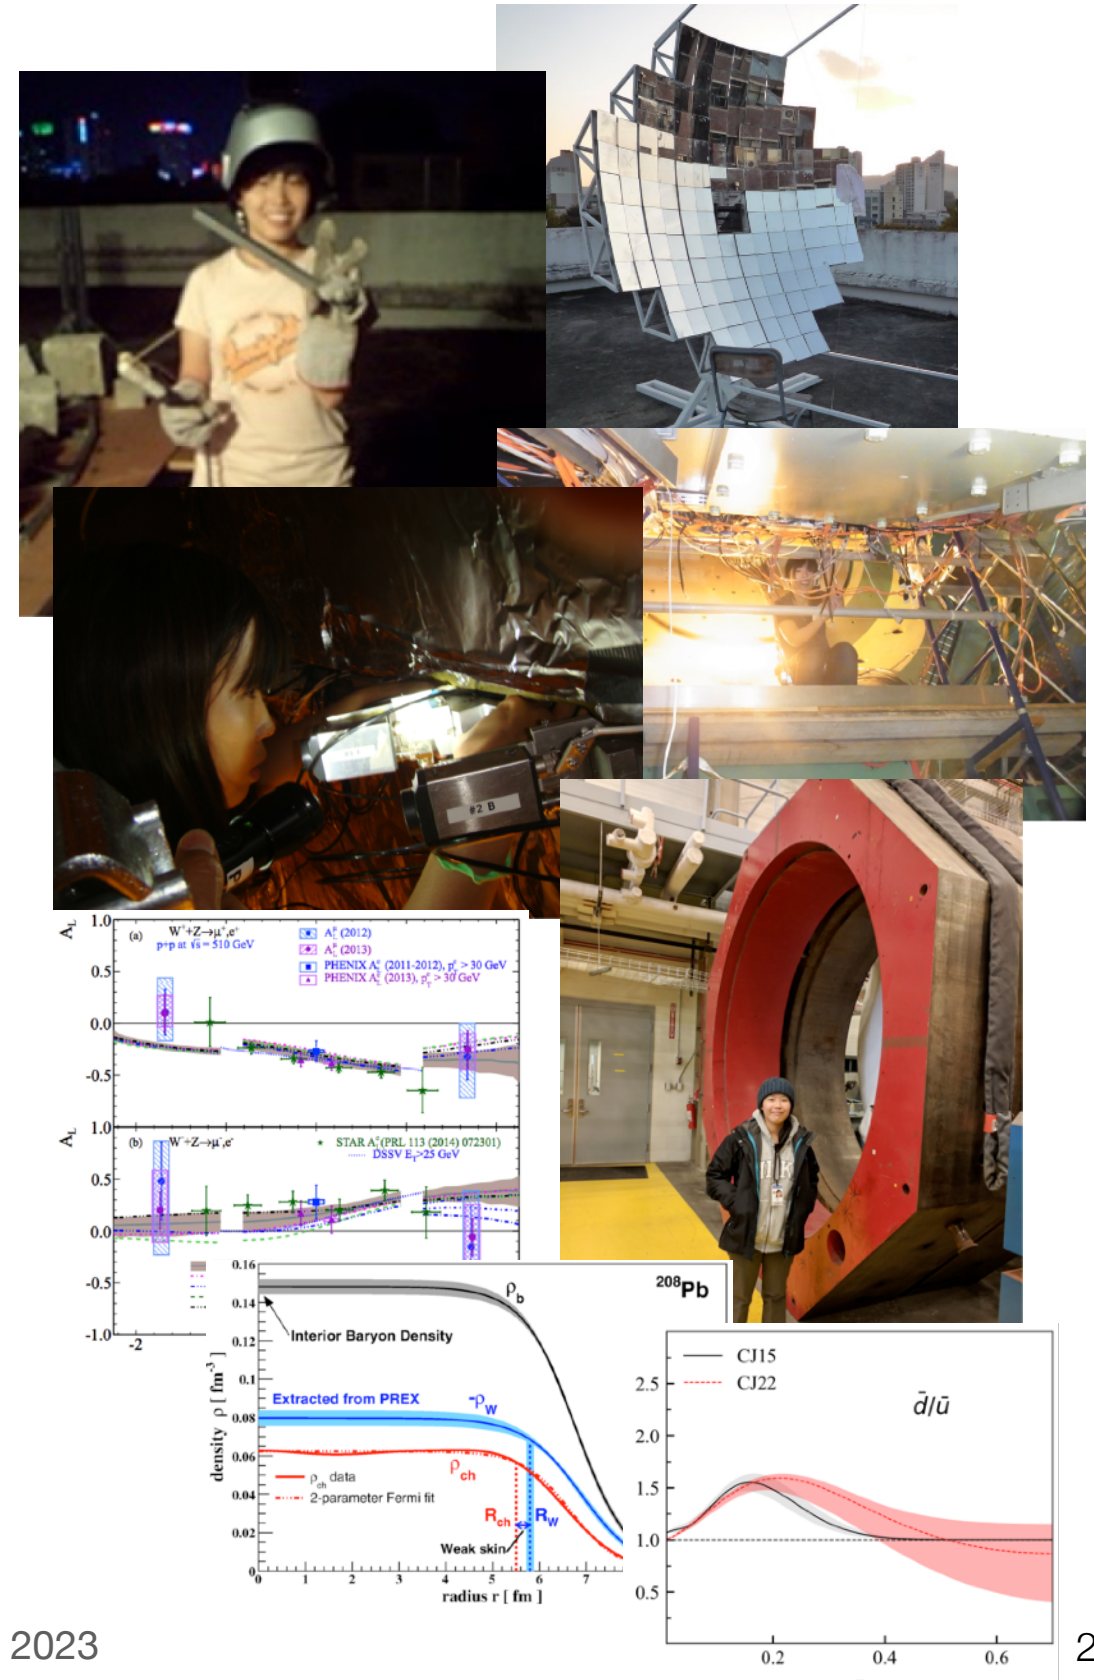 #2 B
A_L
1.0
0.5
0.0
-0.5
(a)
W⁺+Z→μ⁺,e⁺
p+p at √s = 510 GeV
A_L^μ (2012)
A_L^μ (2013)
PHENIX A_L^e (2011-2012), p_T^e > 30 GeV
PHENIX A_L^e (2013), p_T^e > 30 GeV
A_L
0.5
0.0
-0.5
-1.0
-2
(b)
W⁻+Z→μ⁻,e⁻
STAR A_L^e (PRL 113 (2014) 072301)
DSSV E_T>25 GeV
density ρ [ fm⁻³ ]
0.16
0.14
0.12
0.1
0.08
0.06
0.04
0.02
0
²⁰⁸Pb
ρ_b
Interior Baryon Density
Extracted from PREX
-ρ_W
ρ_ch
ρ_ch data
2-parameter Fermi fit
R_ch
R_W
Weak skin
0 1 2 3 4 5 6 7
radius r [ fm ]
CJ15
CJ22
d̄/ū
2.5
2.0
1.5
1.0
0.5
0.2 0.4 0.6
2023
2